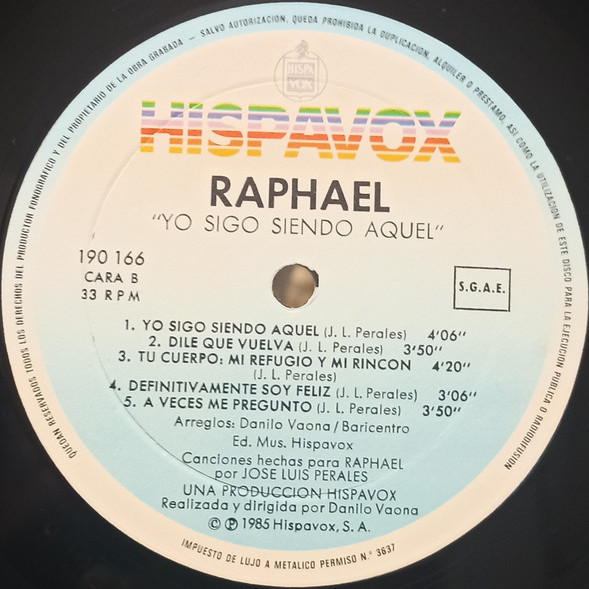 QUEDAN RESERVADOS TODOS LOS DERECHOS DEL PRODUCTOR FONOGRAFICO Y DEL PROPIETARIO DE LA OBRA GRABADA - SALVO AUTORIZACION, QUEDA PROHIBIDA LA DUPLICACION, ALQUILER O PRESTAMO, ASI COMO LA UTILIZACION DE ESTE DISCO PARA LA EJECUCION PUBLICA O RADIODIFUSION
HISPA
VOX
HISPAVOX
RAPHAEL
"YO SIGO SIENDO AQUEL"
190 166
CARA B
33 RPM
S.G.A.E.
1. YO SIGO SIENDO AQUEL (J. L. Perales) 4'06''
2. DILE QUE VUELVA (J. L. Perales) 3'50''
3. TU CUERPO: MI REFUGIO Y MI RINCON 4'20''
(J. L. Perales)
4. DEFINITIVAMENTE SOY FELIZ (J. L. Perales) 3'06''
5. A VECES ME PREGUNTO (J. L. Perales) 3'50''
Arreglos: Danilo Vaona/Baricentro
Ed. Mus. Hispavox
Canciones hechas para RAPHAEL
por JOSE LUIS PERALES
UNA PRODUCCION HISPAVOX
Realizada y dirigida por Danilo Vaona
© ℗ 1985 Hispavox, S. A.
IMPUESTO DE LUJO A METALICO PERMISO N.º 3637